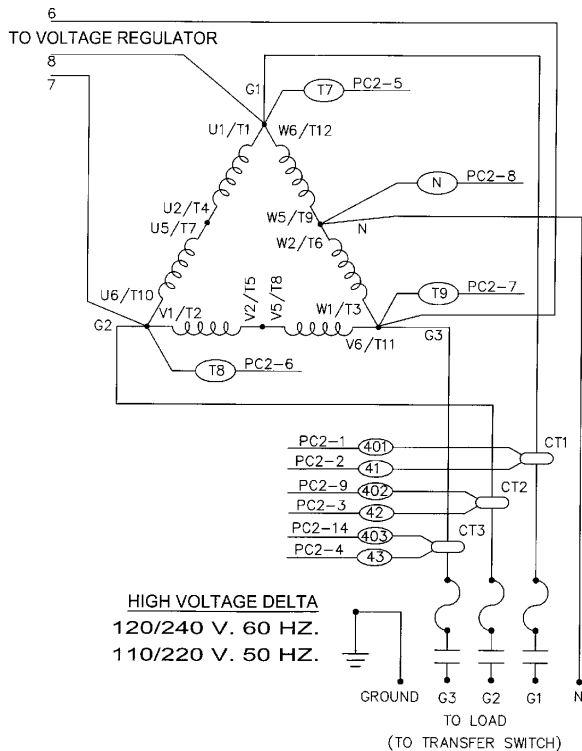 6
TO VOLTAGE REGULATOR
8
7
G1
T7 PC2-5
U1/T1 W6/T12
N PC2-8
U2/T4
U5/T7
W5/T9
W2/T6
N
T9 PC2-7
U6/T10
V1/T2
V2/T5
V5/T8
W1/T3
G2
V6/T11
G3
T8 PC2-6
PC2-1 401
CT1
PC2-2 41
PC2-9 402
CT2
PC2-3 42
PC2-14 403
CT3
PC2-4 43
HIGH VOLTAGE DELTA
120/240 V. 60 HZ.
110/220 V. 50 HZ.
GROUND G3 G2 G1 N
TO LOAD
(TO TRANSFER SWITCH)